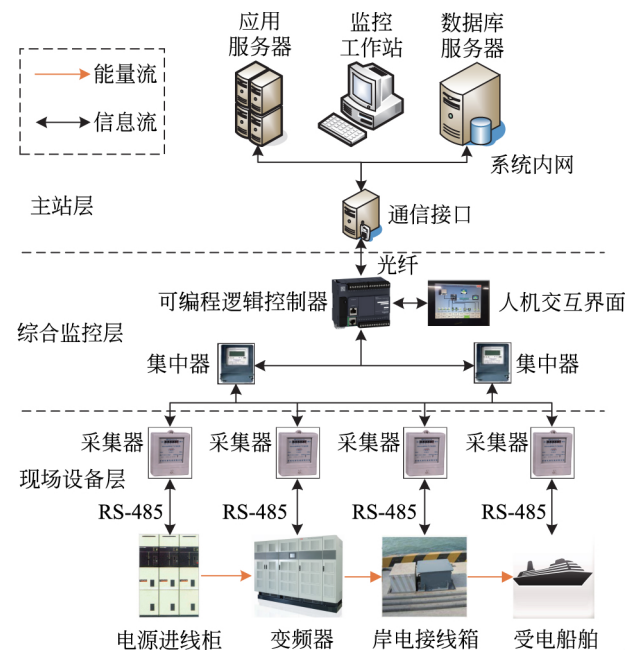 应用
服务器
监控
工作站
数据库
服务器
能量流
信息流
系统内网
主站层
通信接口
光纤
可编程逻辑控制器
人机交互界面
综合监控层
集中器
集中器
采集器
采集器
采集器
采集器
现场设备层
RS-485
RS-485
RS-485
RS-485
电源进线柜
变频器
岸电接线箱
受电船舶